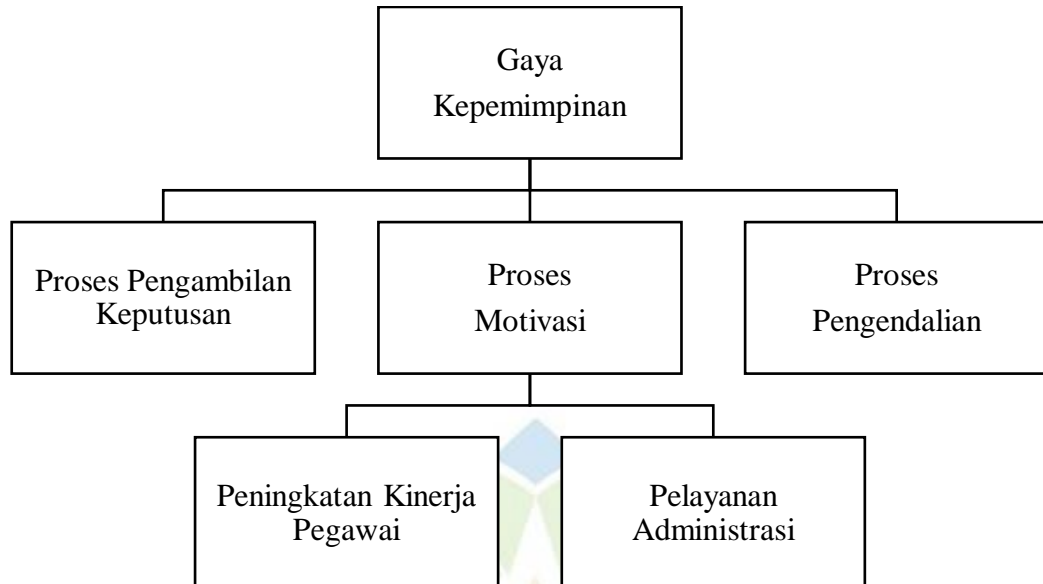 Gaya
Kepemimpinan
Proses Pengambilan
Keputusan
Proses
Motivasi
Proses
Pengendalian
Peningkatan Kinerja
Pegawai
Pelayanan
Administrasi